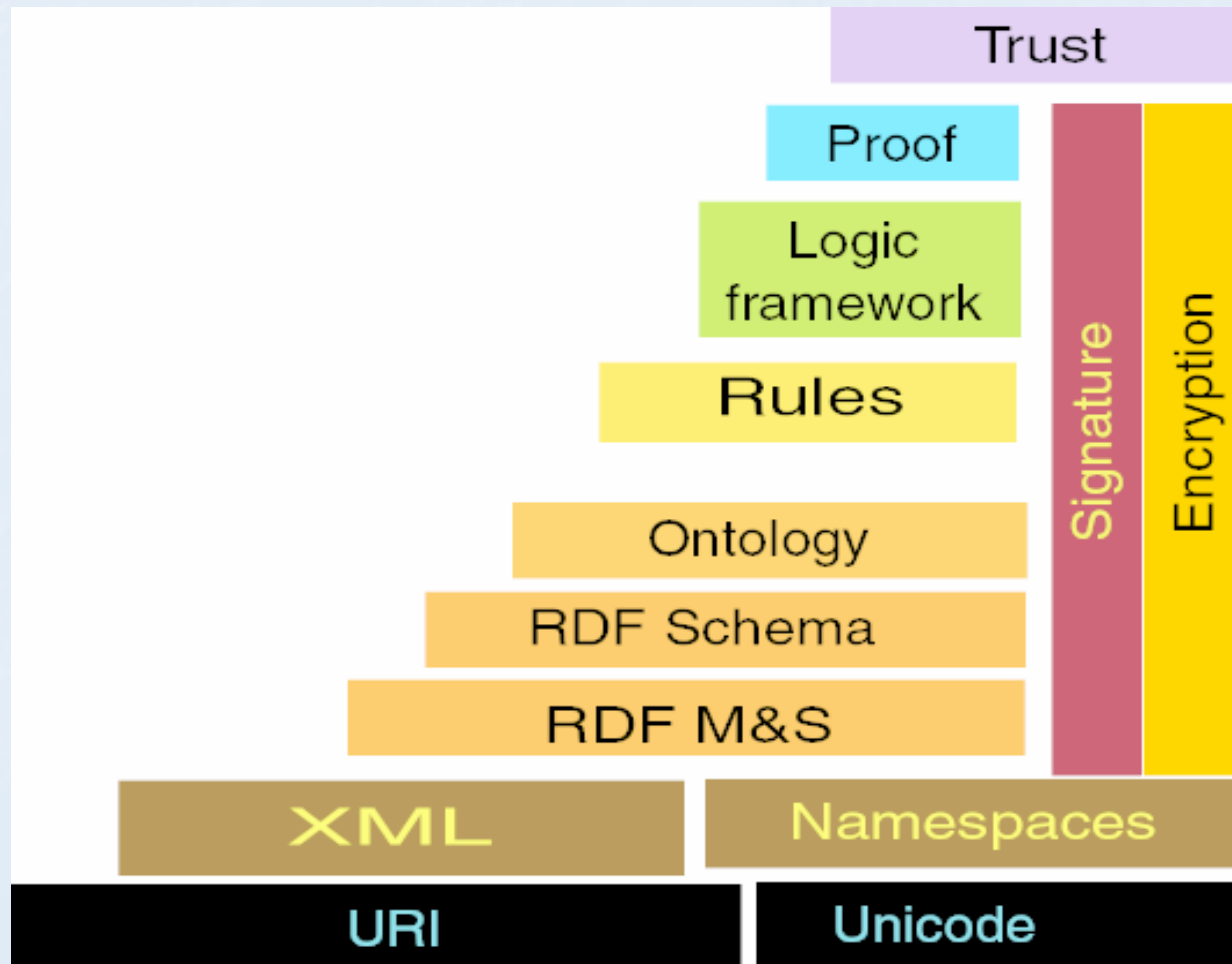 Trust
Proof
Logic
framework
Rules
Signature
Encryption
Ontology
RDF Schema
RDF M&S
XML
Namespaces
URI
Unicode